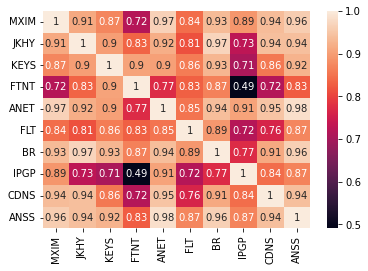 MXIM 1 0.91 0.87 0.72 0.97 0.84 0.93 0.89 0.94 0.96 1.0
JKHY 0.91 1 0.9 0.83 0.92 0.81 0.97 0.73 0.94 0.94
KEYS 0.87 0.9 1 0.9 0.9 0.86 0.93 0.71 0.86 0.92 0.9
FTNT 0.72 0.83 0.9 1 0.77 0.83 0.87 0.49 0.72 0.83
ANET 0.97 0.92 0.9 0.77 1 0.85 0.94 0.91 0.95 0.98 0.8
FLT 0.84 0.81 0.86 0.83 0.85 1 0.89 0.72 0.76 0.87
BR 0.93 0.97 0.93 0.87 0.94 0.89 1 0.77 0.91 0.96 0.7
IPGP 0.89 0.73 0.71 0.49 0.91 0.72 0.77 1 0.84 0.87 0.6
CDNS 0.94 0.94 0.86 0.72 0.95 0.76 0.91 0.84 1 0.94
ANSS 0.96 0.94 0.92 0.83 0.98 0.87 0.96 0.87 0.94 1 0.5
MXIM JKHY KEYS FTNT ANET FLT BR IPGP CDNS ANSS